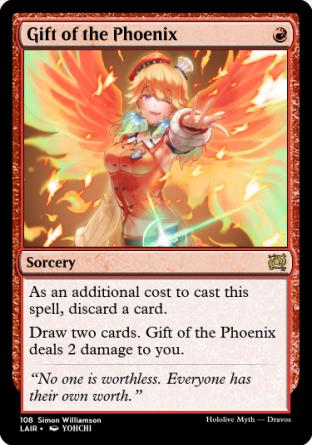 Gift of the Phoenix
Sorcery
As an additional cost to cast this
spell, discard a card.
Draw two cards. Gift of the Phoenix
deals 2 damage to you.
“No one is worthless. Everyone has
their own worth.”
108 Simon Williamson
Hololive Myth — Dravos
LAIR • YOHCHI